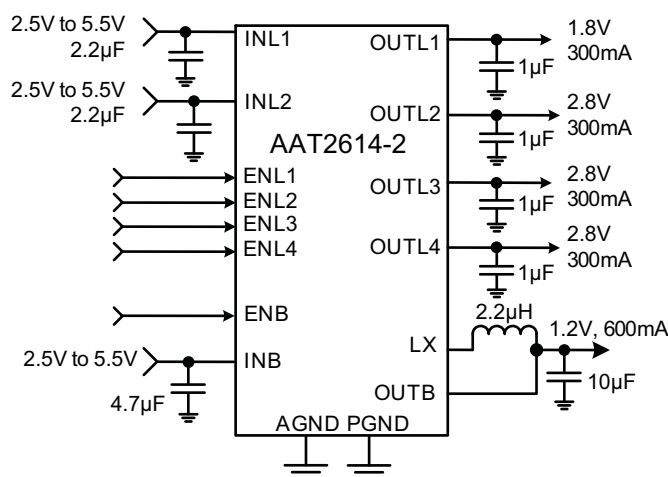 2.5V to 5.5V
2.2µF
INL1
OUTL1
1.8V
300mA
1µF
2.5V to 5.5V
2.2µF
INL2
OUTL2
2.8V
300mA
1µF
AAT2614-2
ENL1
ENL2
ENL3
ENL4
OUTL3
2.8V
300mA
1µF
OUTL4
2.8V
300mA
1µF
ENB
2.2µH
LX
1.2V, 600mA
2.5V to 5.5V
INB
4.7µF
OUTB
10µF
AGND PGND